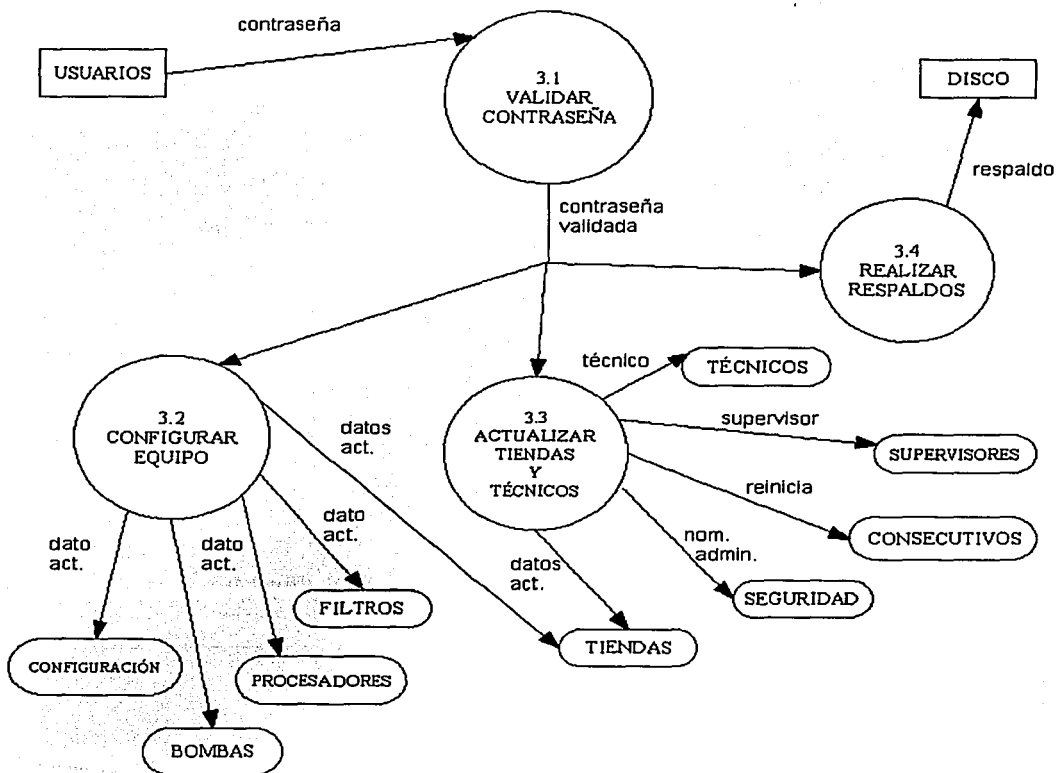 contraseña
USUARIOS
3.1
VALIDAR
CONTRASEÑA
DISCO
respaldo
contraseña
validada
3.4
REALIZAR
RESPALDOS
técnico
TÉCNICOS
3.2
CONFIGURAR
EQUIPO
datos
act.
3.3
ACTUALIZAR
TIENDAS
Y
TÉCNICOS
supervisor
SUPERVISORES
reinicia
CONSECUTIVOS
dato
act.
dato
act.
dato
act.
datos
act.
nom.
admin.
FILTROS
SEGURIDAD
CONFIGURACIÓN
PROCESADORES
TIENDAS
BOMBAS